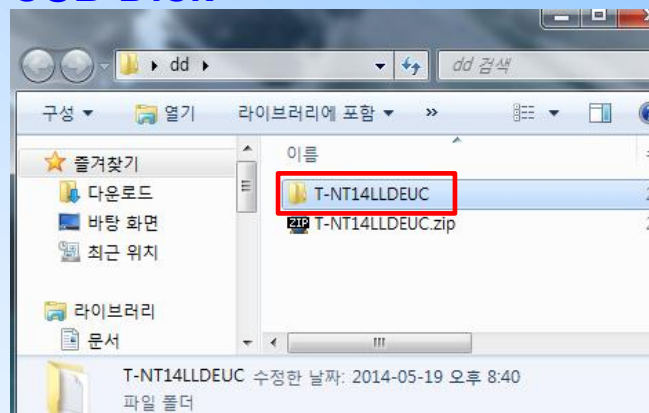 dd
dd 검색
구성
열기
라이브러리에 포함
»
이름
즐겨찾기
다운로드
바탕 화면
최근 위치
라이브러리
문서
T-NT14LLDEUC
ZIP T-NT14LLDEUC.zip
T-NT14LLDEUC 수정한 날짜: 2014-05-19 오후 8:40
파일 폴더